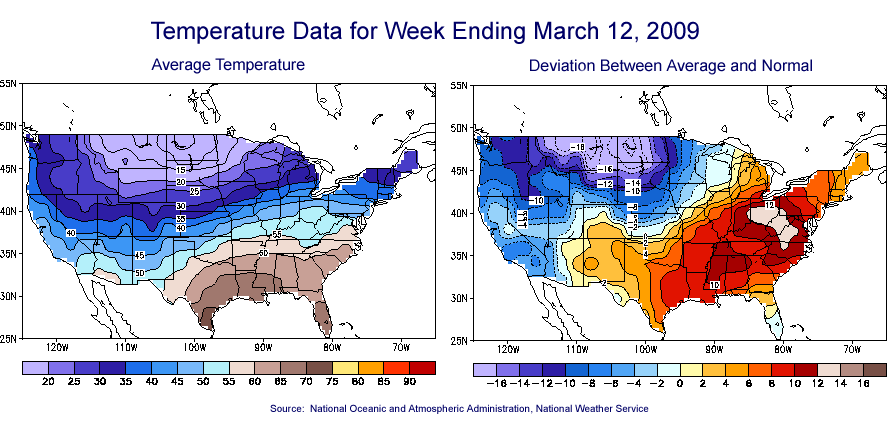 Temperature Data for Week Ending March 12, 2009
Average Temperature
Deviation Between Average and Normal
55N
50N
45N
40N
35N
30N
25N
120W 110W 100W 90W 80W 70W
15
20
25
30
35
40
40
45
50
55
60
20 25 30 35 40 45 50 55 60 65 70 75 80 85 90
55N
50N
45N
40N
35N
30N
25N
120W 110W 100W 90W 80W 70W
-18
-16
-14
-12
-10
-10
12
10
-16 -14 -12 -10 -8 -6 -4 -2 0 2 4 6 8 10 12 14 16
Source: National Oceanic and Atmospheric Administration, National Weather Service